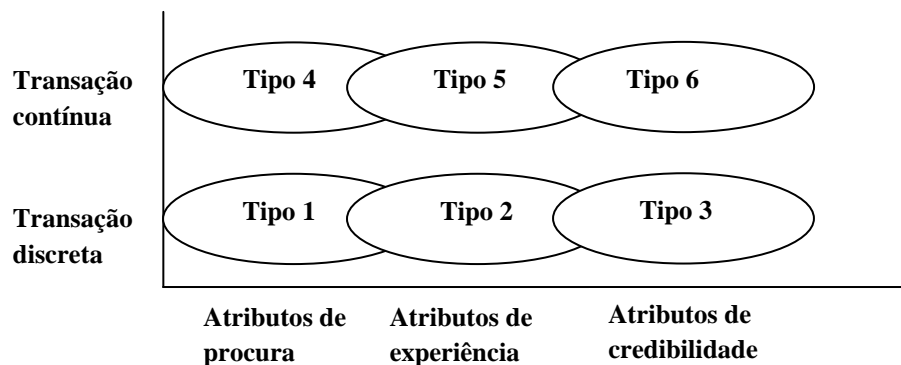 Transação
contínua
Tipo 4
Tipo 5
Tipo 6
Transação
discreta
Tipo 1
Tipo 2
Tipo 3
Atributos de
procura
Atributos de
experiência
Atributos de
credibilidade